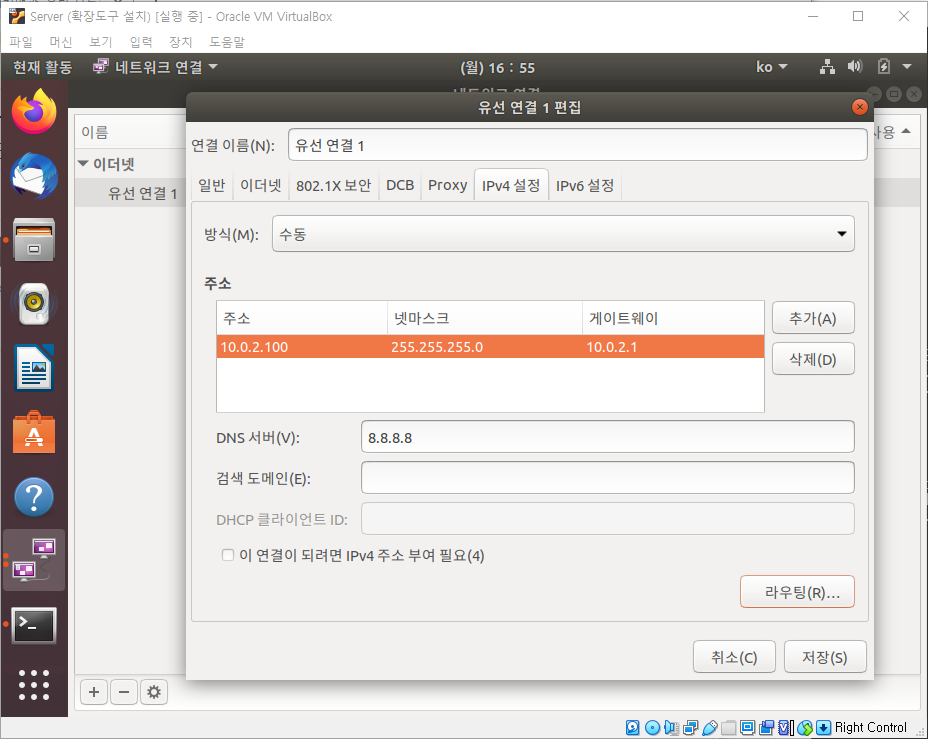 Server (확장도구 설치) [실행 중] - Oracle VM VirtualBox
파일 머신 보기 입력 장치 도움말
현재 활동 네트워크 연결 (월) 16 : 55 ko
네트워크 연결
유선 연결 1 편집
이름
사용
이더넷
유선 연결 1
연결 이름(N): 유선 연결 1
일반 이더넷 802.1X 보안 DCB Proxy IPv4 설정 IPv6 설정
방식(M): 수동
주소
주소 넷마스크 게이트웨이
10.0.2.100 255.255.255.0 10.0.2.1
추가(A)
삭제(D)
DNS 서버(V): 8.8.8.8
검색 도메인(E):
DHCP 클라이언트 ID:
이 연결이 되려면 IPv4 주소 부여 필요(4)
라우팅(R)...
취소(C) 저장(S)
Right Control